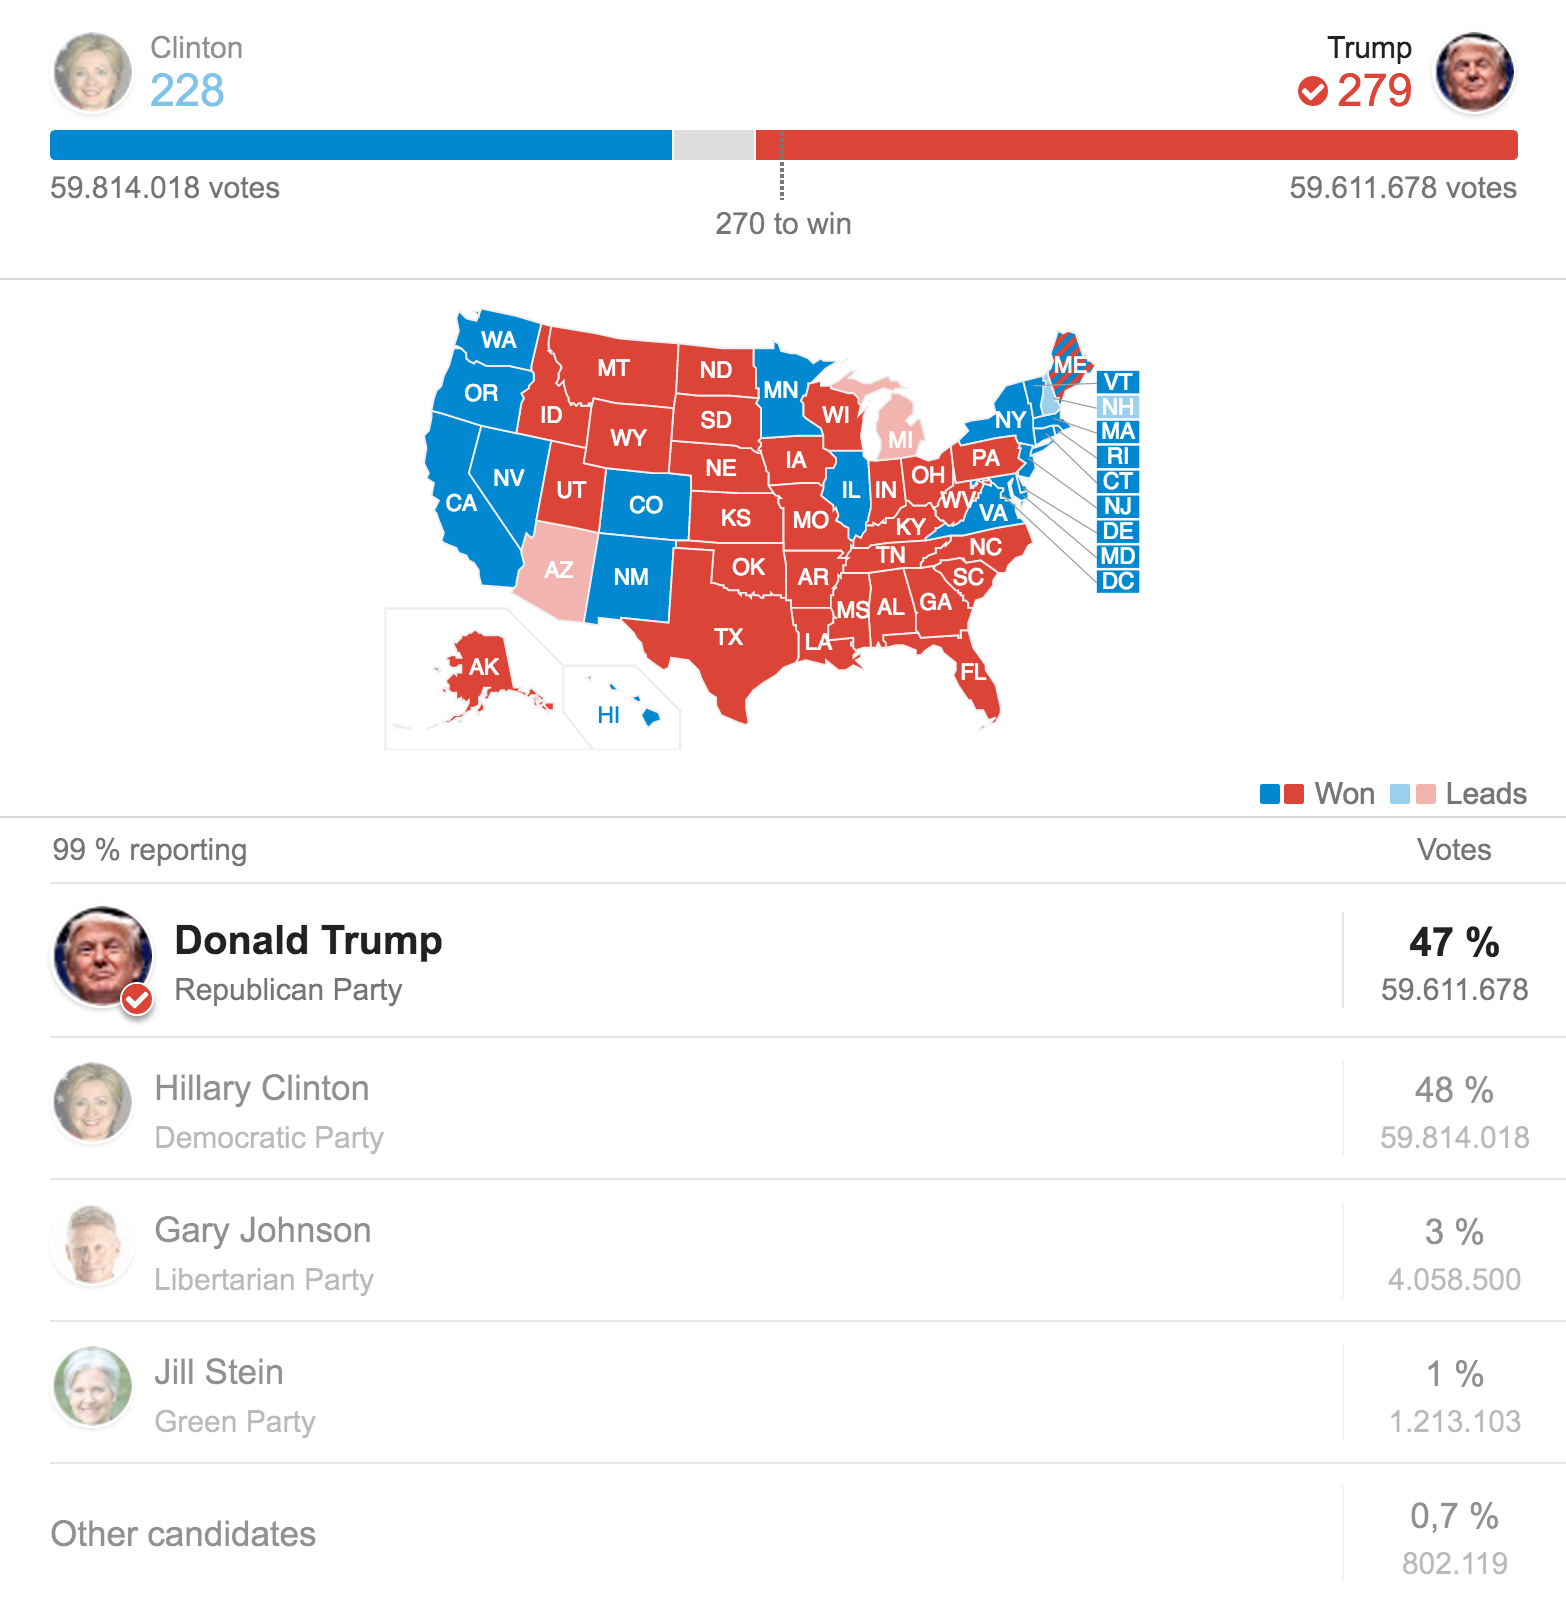 Clinton
228
Trump
279
59.814.018 votes
59.611.678 votes
270 to win
WA
MT
ND
MN
ME
VT
OR
ID
SD
WI
NY
NH
WY
MI
MA
NE
IA
PA
RI
NV
UT
CO
IL
IN
OH
CT
CA
KS
MO
WV
VA
NJ
KY
DE
AZ
NM
OK
AR
TN
NC
MD
SC
DC
MS
AL
GA
TX
LA
FL
AK
HI
Won
Leads
99 % reporting
Votes
Donald Trump
47 %
Republican Party
59.611.678
Hillary Clinton
48 %
Democratic Party
59.814.018
Gary Johnson
3 %
Libertarian Party
4.058.500
Jill Stein
1 %
Green Party
1.213.103
Other candidates
0,7 %
802.119